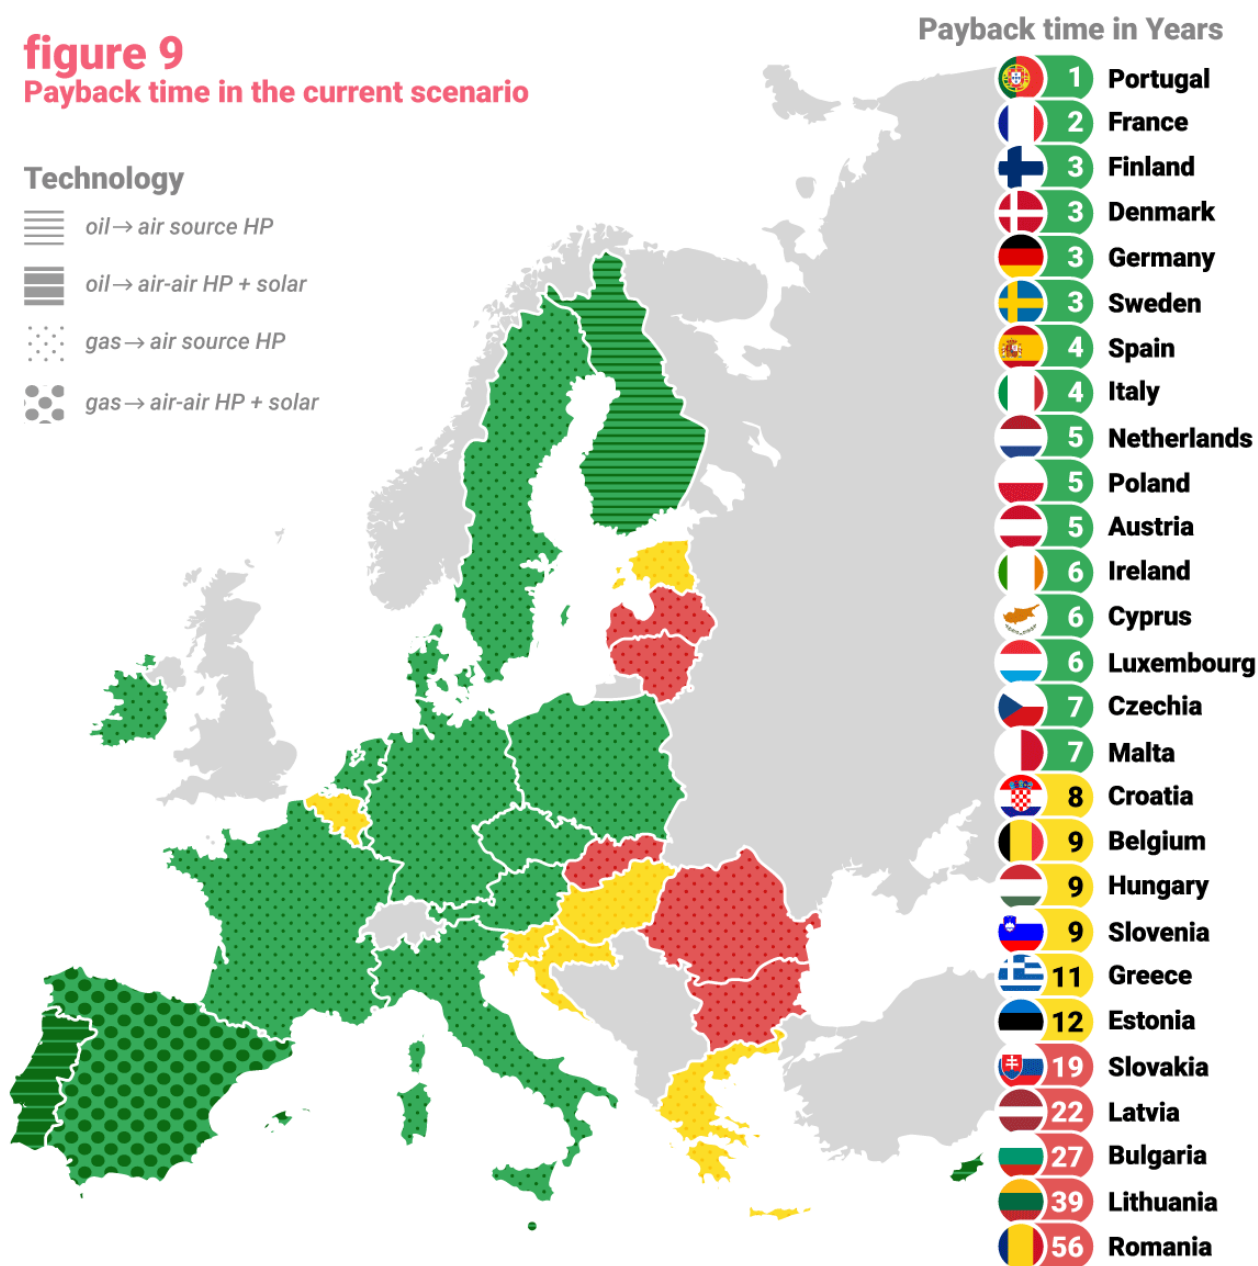 figure 9
Payback time in the current scenario
Technology
oil→air source HP
oil→air-air HP + solar
gas→air source HP
gas→air-air HP + solar
Payback time in Years
1 Portugal
2 France
3 Finland
3 Denmark
3 Germany
3 Sweden
4 Spain
4 Italy
5 Netherlands
5 Poland
5 Austria
6 Ireland
6 Cyprus
6 Luxembourg
7 Czechia
7 Malta
8 Croatia
9 Belgium
9 Hungary
9 Slovenia
11 Greece
12 Estonia
19 Slovakia
22 Latvia
27 Bulgaria
39 Lithuania
56 Romania